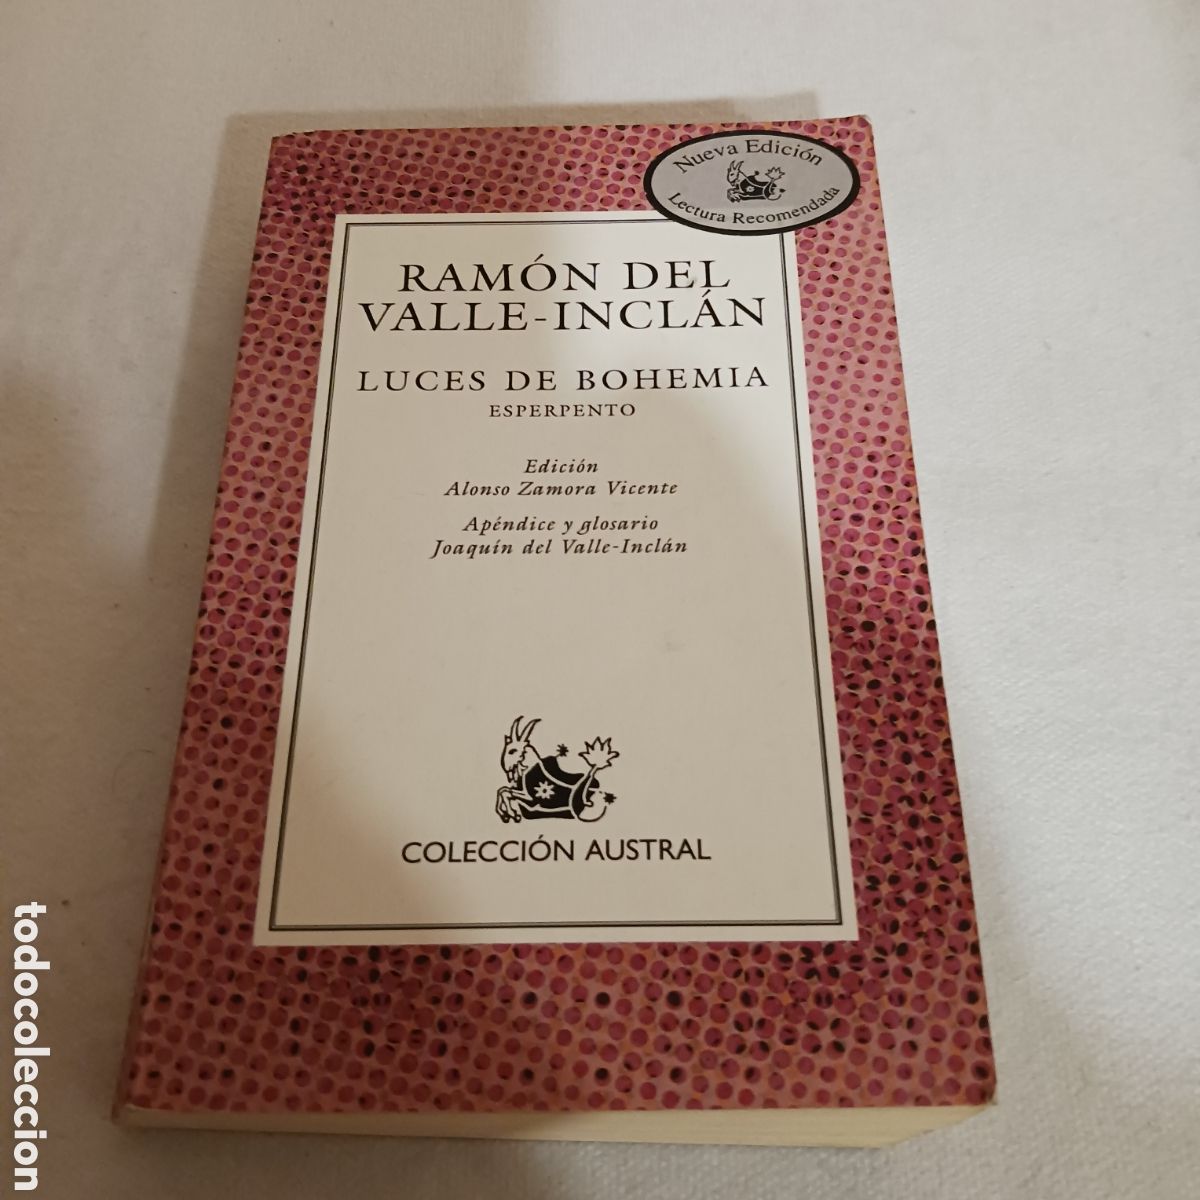 Nueva Edición
Lectura Recomendada
RAMÓN DEL
VALLE-INCLÁN
LUCES DE BOHEMIA
ESPERPENTO
Edición
Alonso Zamora Vicente
Apéndice y glosario
Joaquín del Valle-Inclán
COLECCIÓN AUSTRAL
todocoleccion